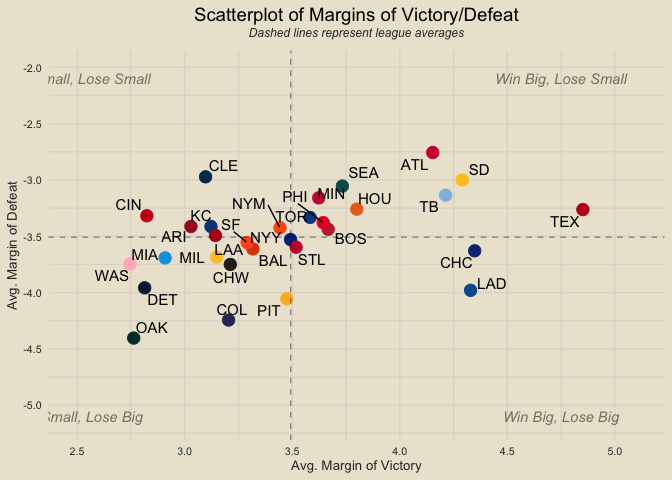 Scatterplot of Margins of Victory/Defeat
Dashed lines represent league averages
-2.0
mall, Lose Small
Win Big, Lose Small
-2.5
ATL
CLE
SEA
SD
-3.0
CIN
NYM
PHI
MIN
HOU
TB
KC
SF
TOR
TEX
Avg. Margin of Defeat
-3.5
ARI
NYY
BOS
MIA
MIL
LAA
BAL
STL
CHC
WAS
CHW
-4.0
DET
COL
PIT
LAD
OAK
-4.5
-5.0
Small, Lose Big
Win Big, Lose Big
2.5
3.0
3.5
4.0
4.5
5.0
Avg. Margin of Victory